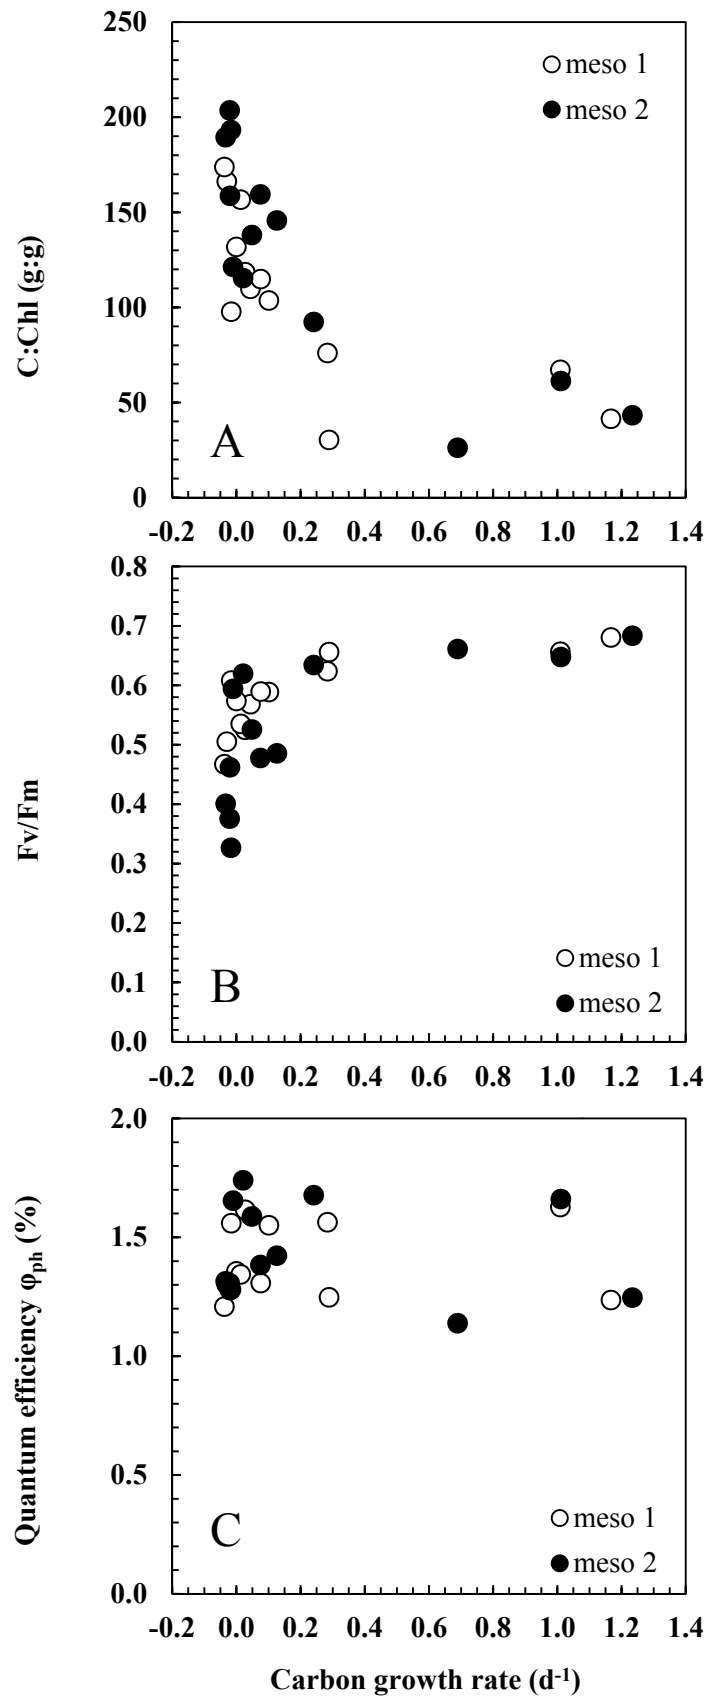 250
200
150
100
50
0
C:Chl (g:g)
meso 1
meso 2
A
-0.2 0.0 0.2 0.4 0.6 0.8 1.0 1.2 1.4
0.8
0.7
0.6
0.5
0.4
0.3
0.2
0.1
0.0
Fv/Fm
meso 1
meso 2
B
-0.2 0.0 0.2 0.4 0.6 0.8 1.0 1.2 1.4
2.0
1.5
1.0
0.5
0.0
Quantum efficiency φph (%)
meso 1
meso 2
C
-0.2 0.0 0.2 0.4 0.6 0.8 1.0 1.2 1.4
Carbon growth rate (d-1)